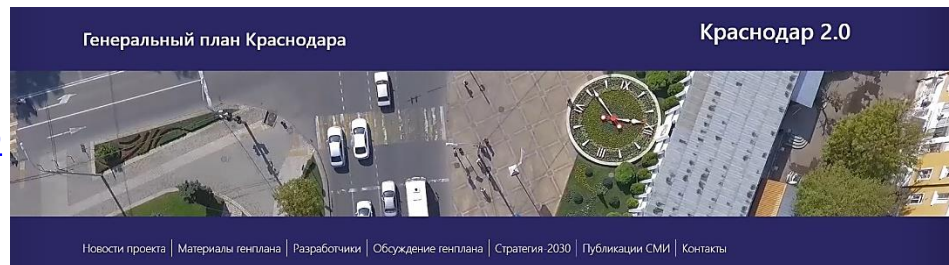 Генеральный план Краснодара
Краснодар 2.0
Новости проекта | Материалы генплана | Разработчики | Обсуждение генплана | Стратегия-2030 | Публикации СМИ | Контакты